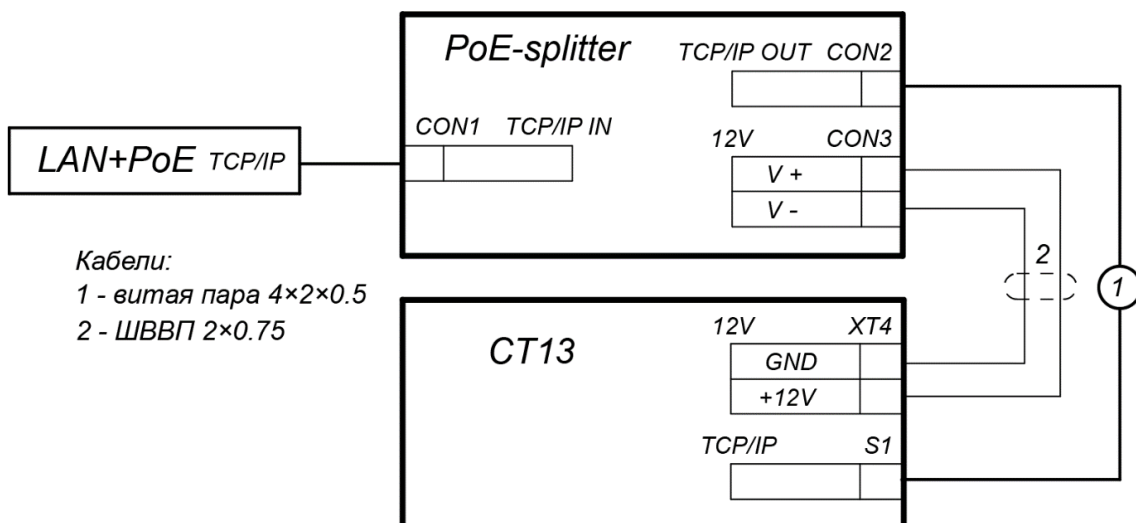 PoE-splitter
TCP/IP OUT CON2
CON1 TCP/IP IN
12V CON3
LAN+PoE TCP/IP
V +
V -
Кабели:
1 - витая пара 4×2×0.5
2 - ШВВП 2×0.75
2
1
CT13
12V XT4
GND
+12V
TCP/IP S1